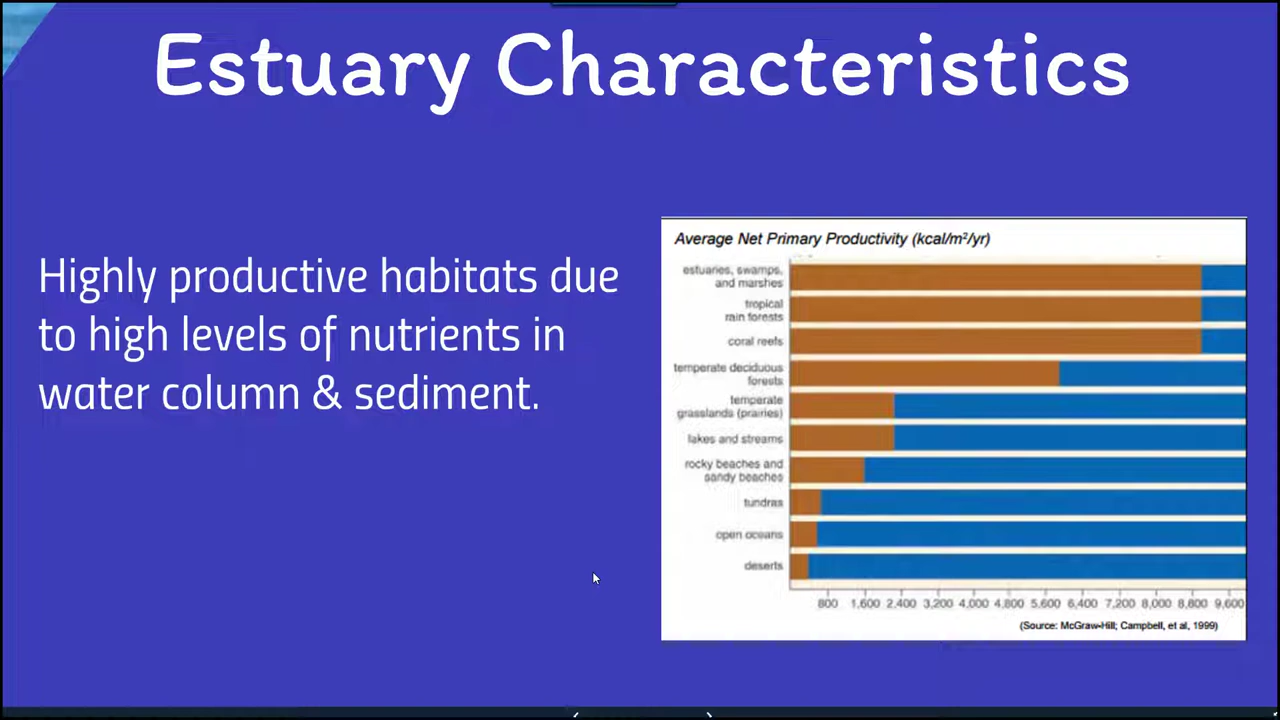 Estuary Characteristics
Highly productive habitats due
to high levels of nutrients in
water column & sediment.
Average Net Primary Productivity (kcal/m²/yr)
estuaries, swamps,
and marshes
tropical
rain forests
coral reefs
temperate deciduous
forests
temperate
grasslands (prairies)
lakes and streams
rocky beaches and
sandy beaches
tundras
open oceans
deserts
800 1,600 2,400 3,200 4,000 4,800 5,600 6,400 7,200 8,000 8,800 9,600
(Source: McGraw-Hill; Campbell, et al, 1999)